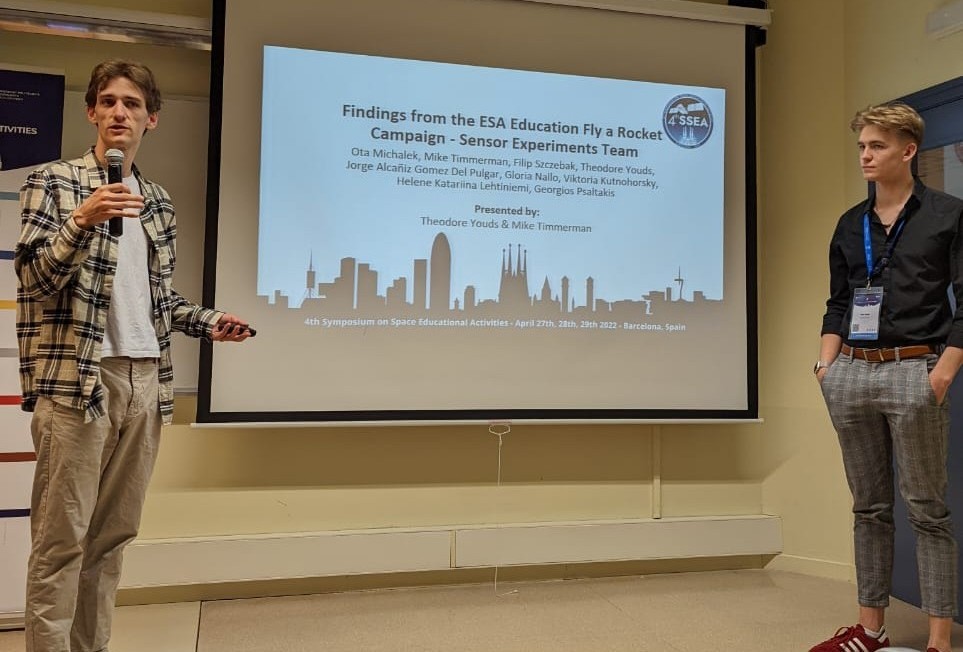 TIVITIES
Findings from the ESA Education Fly a Rocket
Campaign - Sensor Experiments Team
4th SSEA
Ota Michalek, Mike Timmerman, Filip Szczebak, Theodore Youds,
Jorge Alcañiz Gomez Del Pulgar, Gloria Nallo, Viktoria Kutnohorsky,
Helene Katariina Lehtiniemi, Georgios Psaltakis
Presented by:
Theodore Youds & Mike Timmerman
4th Symposium on Space Educational Activities - April 27th, 28th, 29th 2022 - Barcelona, Spain